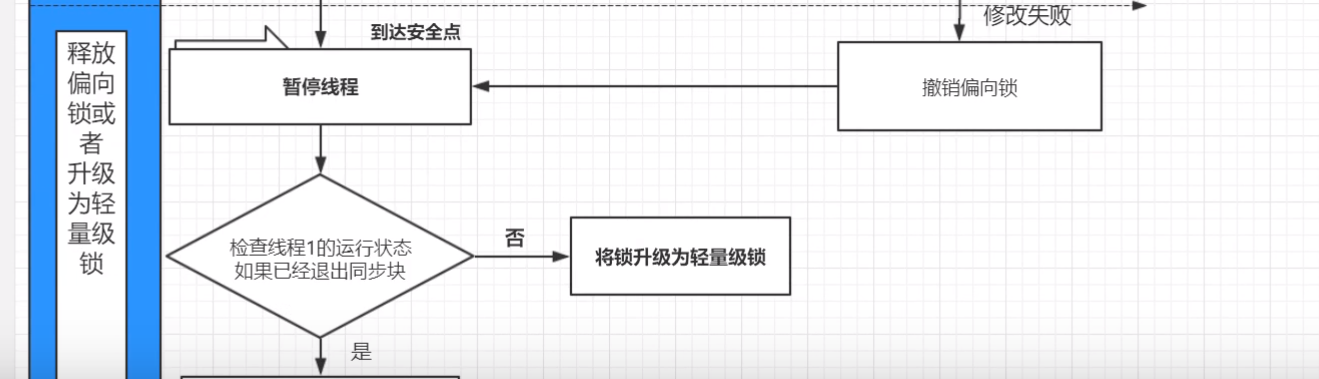 修改失败
到达安全点
释放
偏向
锁或
者
升级
为轻
量级
锁
暂停线程
撤销偏向锁
检查线程1的运行状态
如果已经退出同步块
否
将锁升级为轻量级锁
是